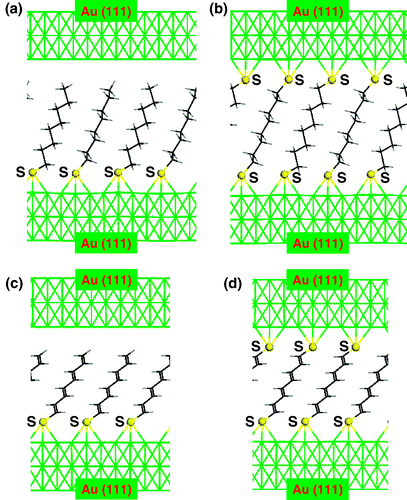 (a) Au (111)
S S S S
Au (111)
(b) Au (111)
S S S S
S S S S
Au (111)
(c) Au (111)
S S S
Au (111)
(d) Au (111)
S S S
S S S
Au (111)